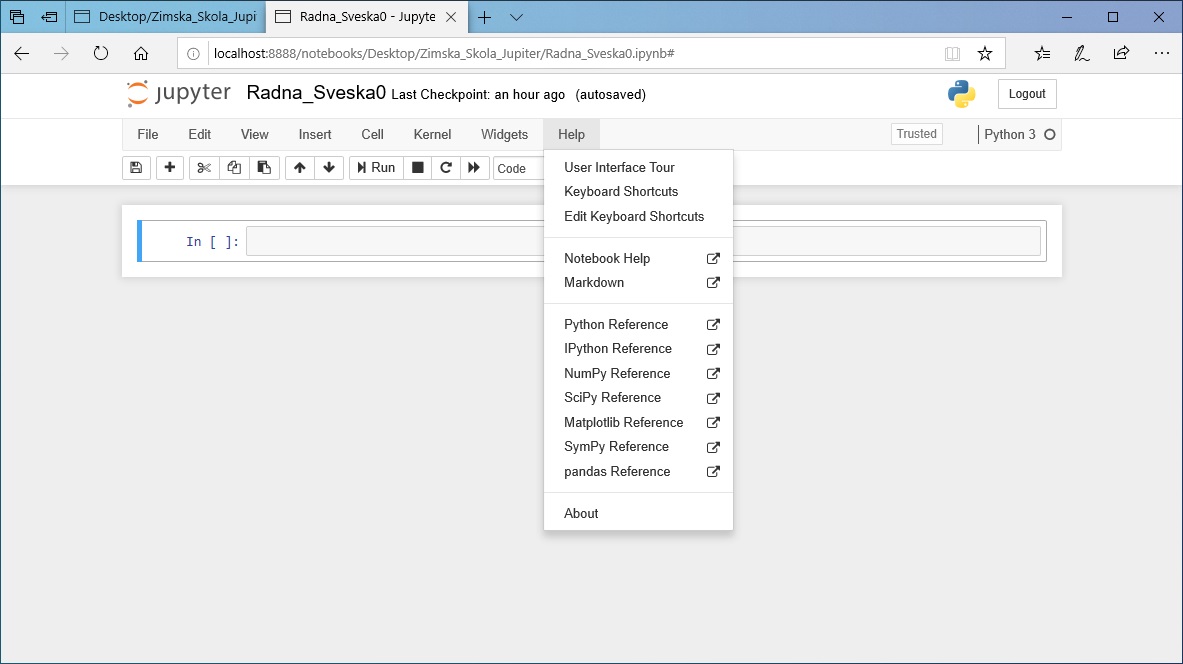 Desktop/Zimska_Skola_Jupi
Radna_Sveska0 - Jupyte
localhost:8888/notebooks/Desktop/Zimska_Skola_Jupiter/Radna_Sveska0.ipynb#
jupyter Radna_Sveska0 Last Checkpoint: an hour ago (autosaved) Logout
File Edit View Insert Cell Kernel Widgets Help Trusted Python 3
Run Code
User Interface Tour
Keyboard Shortcuts
Edit Keyboard Shortcuts
In [ ]:
Notebook Help
Markdown
Python Reference
IPython Reference
NumPy Reference
SciPy Reference
Matplotlib Reference
SymPy Reference
pandas Reference
About